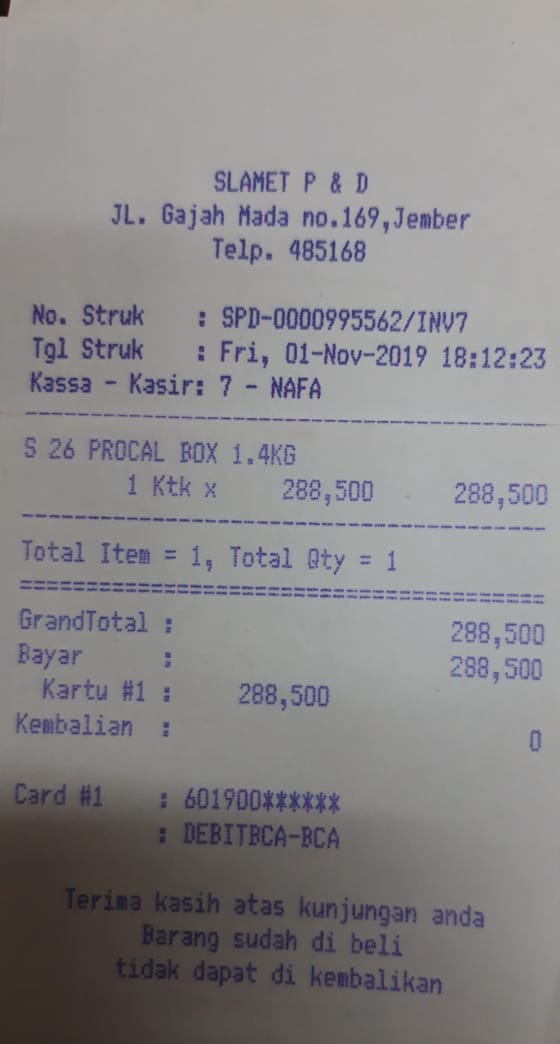 SLAMET P & D
JL. Gajah Mada no.169,Jember
Telp. 485168
No. Struk : SPD-0000995562/INV7
Tgl Struk : Fri, 01-Nov-2019 18:12:23
Kassa - Kasir: 7 - NAFA
S 26 PROCAL BOX 1.4KG
1 Ktk x 288,500 288,500
Total Item = 1, Total Qty = 1
GrandTotal : 288,500
Bayar : 288,500
Kartu #1 : 288,500
Kembalian : 0
Card #1 : 601900******
: DEBITBCA-BCA
Terima kasih atas kunjungan anda
Barang sudah di beli
tidak dapat di kembalikan